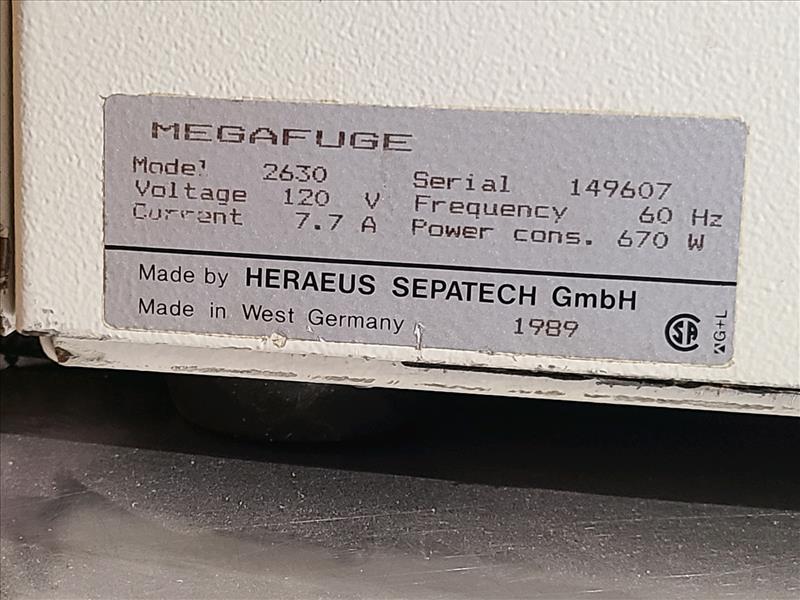 MEGAFUGE
Model 2630 Serial 149607
Voltage 120 V Frequency 60 Hz
Current 7.7 A Power cons. 670 W
Made by HERAEUS SEPATECH GmbH
Made in West Germany 1989 SA G+L